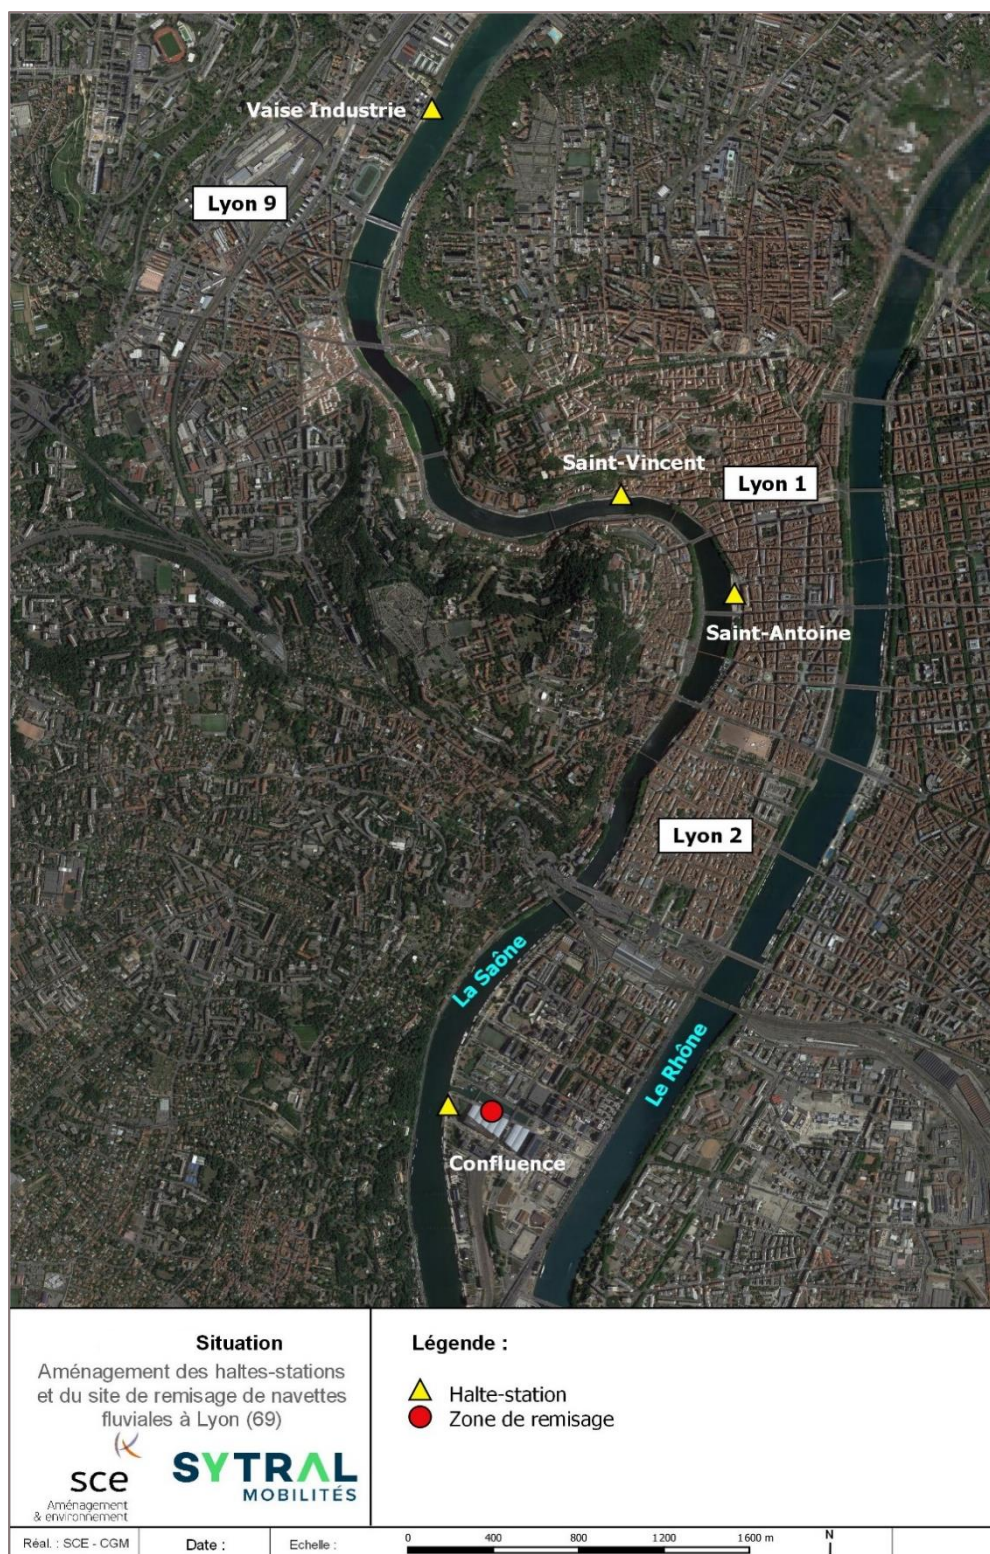 Vaise Industrie
Lyon 9
Saint-Vincent
Lyon 1
Saint-Antoine
Lyon 2
La Saône
Le Rhône
Confluence
Situation
Aménagement des haltes-stations
et du site de remisage de navettes
fluviales à Lyon (69)
sce
Aménagement
& environnement
SYTRAL
MOBILITÉS
Légende :
Halte-station
Zone de remisage
Réal. : SCE - CGM
Date :
Echelle :
0 400 800 1200 1600 m
N